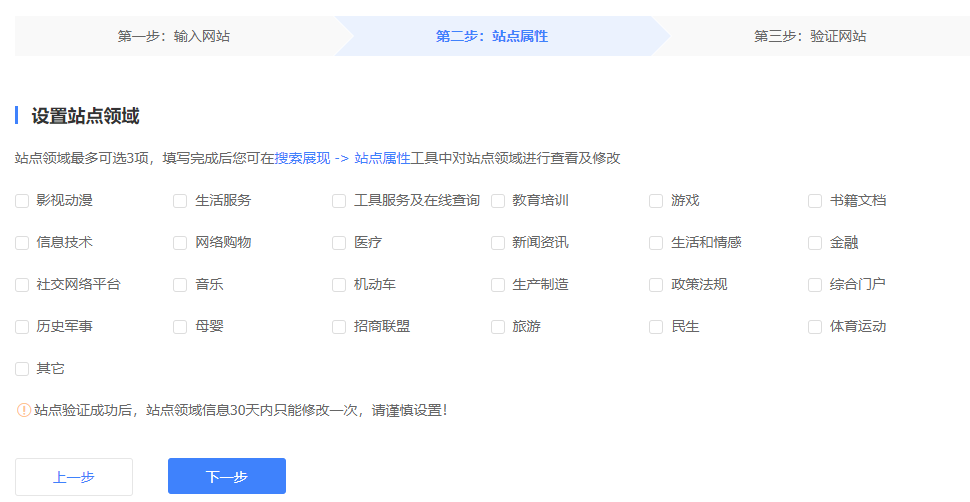 第一步：输入网站 第二步：站点属性 第三步：验证网站
设置站点领域
站点领域最多可选3项，填写完成后您可在搜索展现 -> 站点属性工具中对站点领域进行查看及修改
影视动漫 生活服务 工具服务及在线查询 教育培训 游戏 书籍文档
信息技术 网络购物 医疗 新闻资讯 生活和情感 金融
社交网络平台 音乐 机动车 生产制造 政策法规 综合门户
历史军事 母婴 招商联盟 旅游 民生 体育运动
其它
站点验证成功后，站点领域信息30天内只能修改一次，请谨慎设置！
上一步 下一步